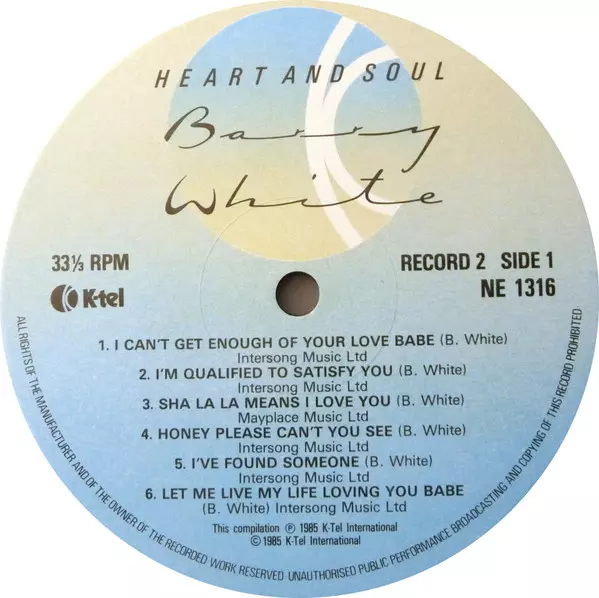 HEART AND SOUL
Barry
White
33⅓ RPM
K-tel
RECORD 2 SIDE 1
NE 1316
1. I CAN'T GET ENOUGH OF YOUR LOVE BABE (B. White)
Intersong Music Ltd
2. I'M QUALIFIED TO SATISFY YOU (B. White)
Intersong Music Ltd
3. SHA LA LA MEANS I LOVE YOU (B. White)
Mayplace Music Ltd
4. HONEY PLEASE CAN'T YOU SEE (B. White)
Intersong Music Ltd
5. I'VE FOUND SOMEONE (B. White)
Intersong Music Ltd
6. LET ME LIVE MY LIFE LOVING YOU BABE
(B. White) Intersong Music Ltd
This compilation ℗ 1985 K-Tel International
© 1985 K-Tel International
ALL RIGHTS OF THE MANUFACTURER AND OF THE OWNER OF THE RECORDED WORK RESERVED UNAUTHORISED PUBLIC PERFORMANCE BROADCASTING AND COPYING OF THIS RECORD PROHIBITED